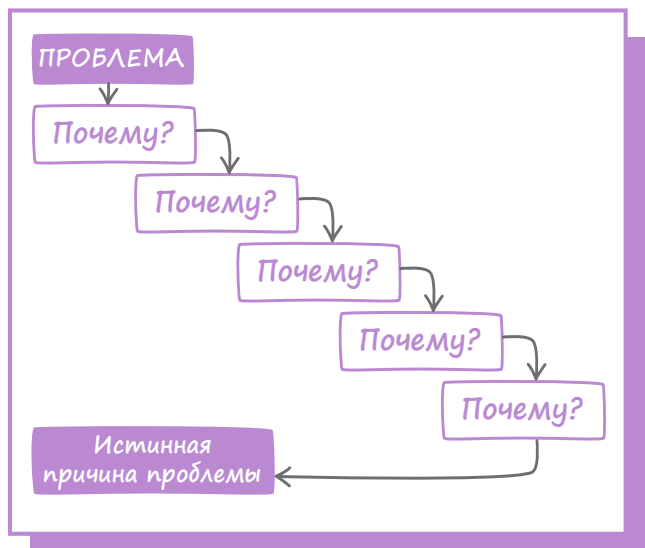 ПРОБЛЕМА
Почему?
Почему?
Почему?
Почему?
Почему?
Истинная
причина проблемы